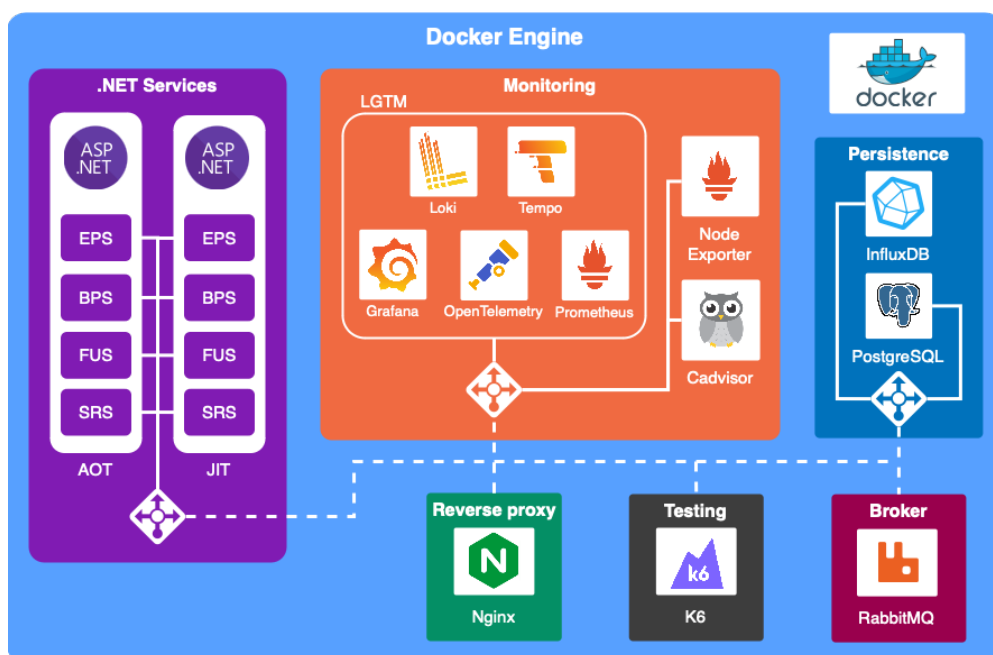 Docker Engine
docker
.NET Services
ASP
.NET
EPS
BPS
FUS
SRS
AOT
ASP
.NET
EPS
BPS
FUS
SRS
JIT
Monitoring
LGTM
Loki
Tempo
Grafana
OpenTelemetry
Prometheus
Node
Exporter
Cadvisor
Persistence
InfluxDB
PostgreSQL
Reverse proxy
N
Nginx
Testing
k6
K6
Broker
RabbitMQ